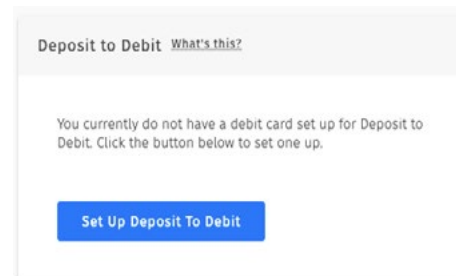 Deposit to Debit What's this?
You currently do not have a debit card set up for Deposit to
Debit. Click the button below to set one up.
Set Up Deposit To Debit